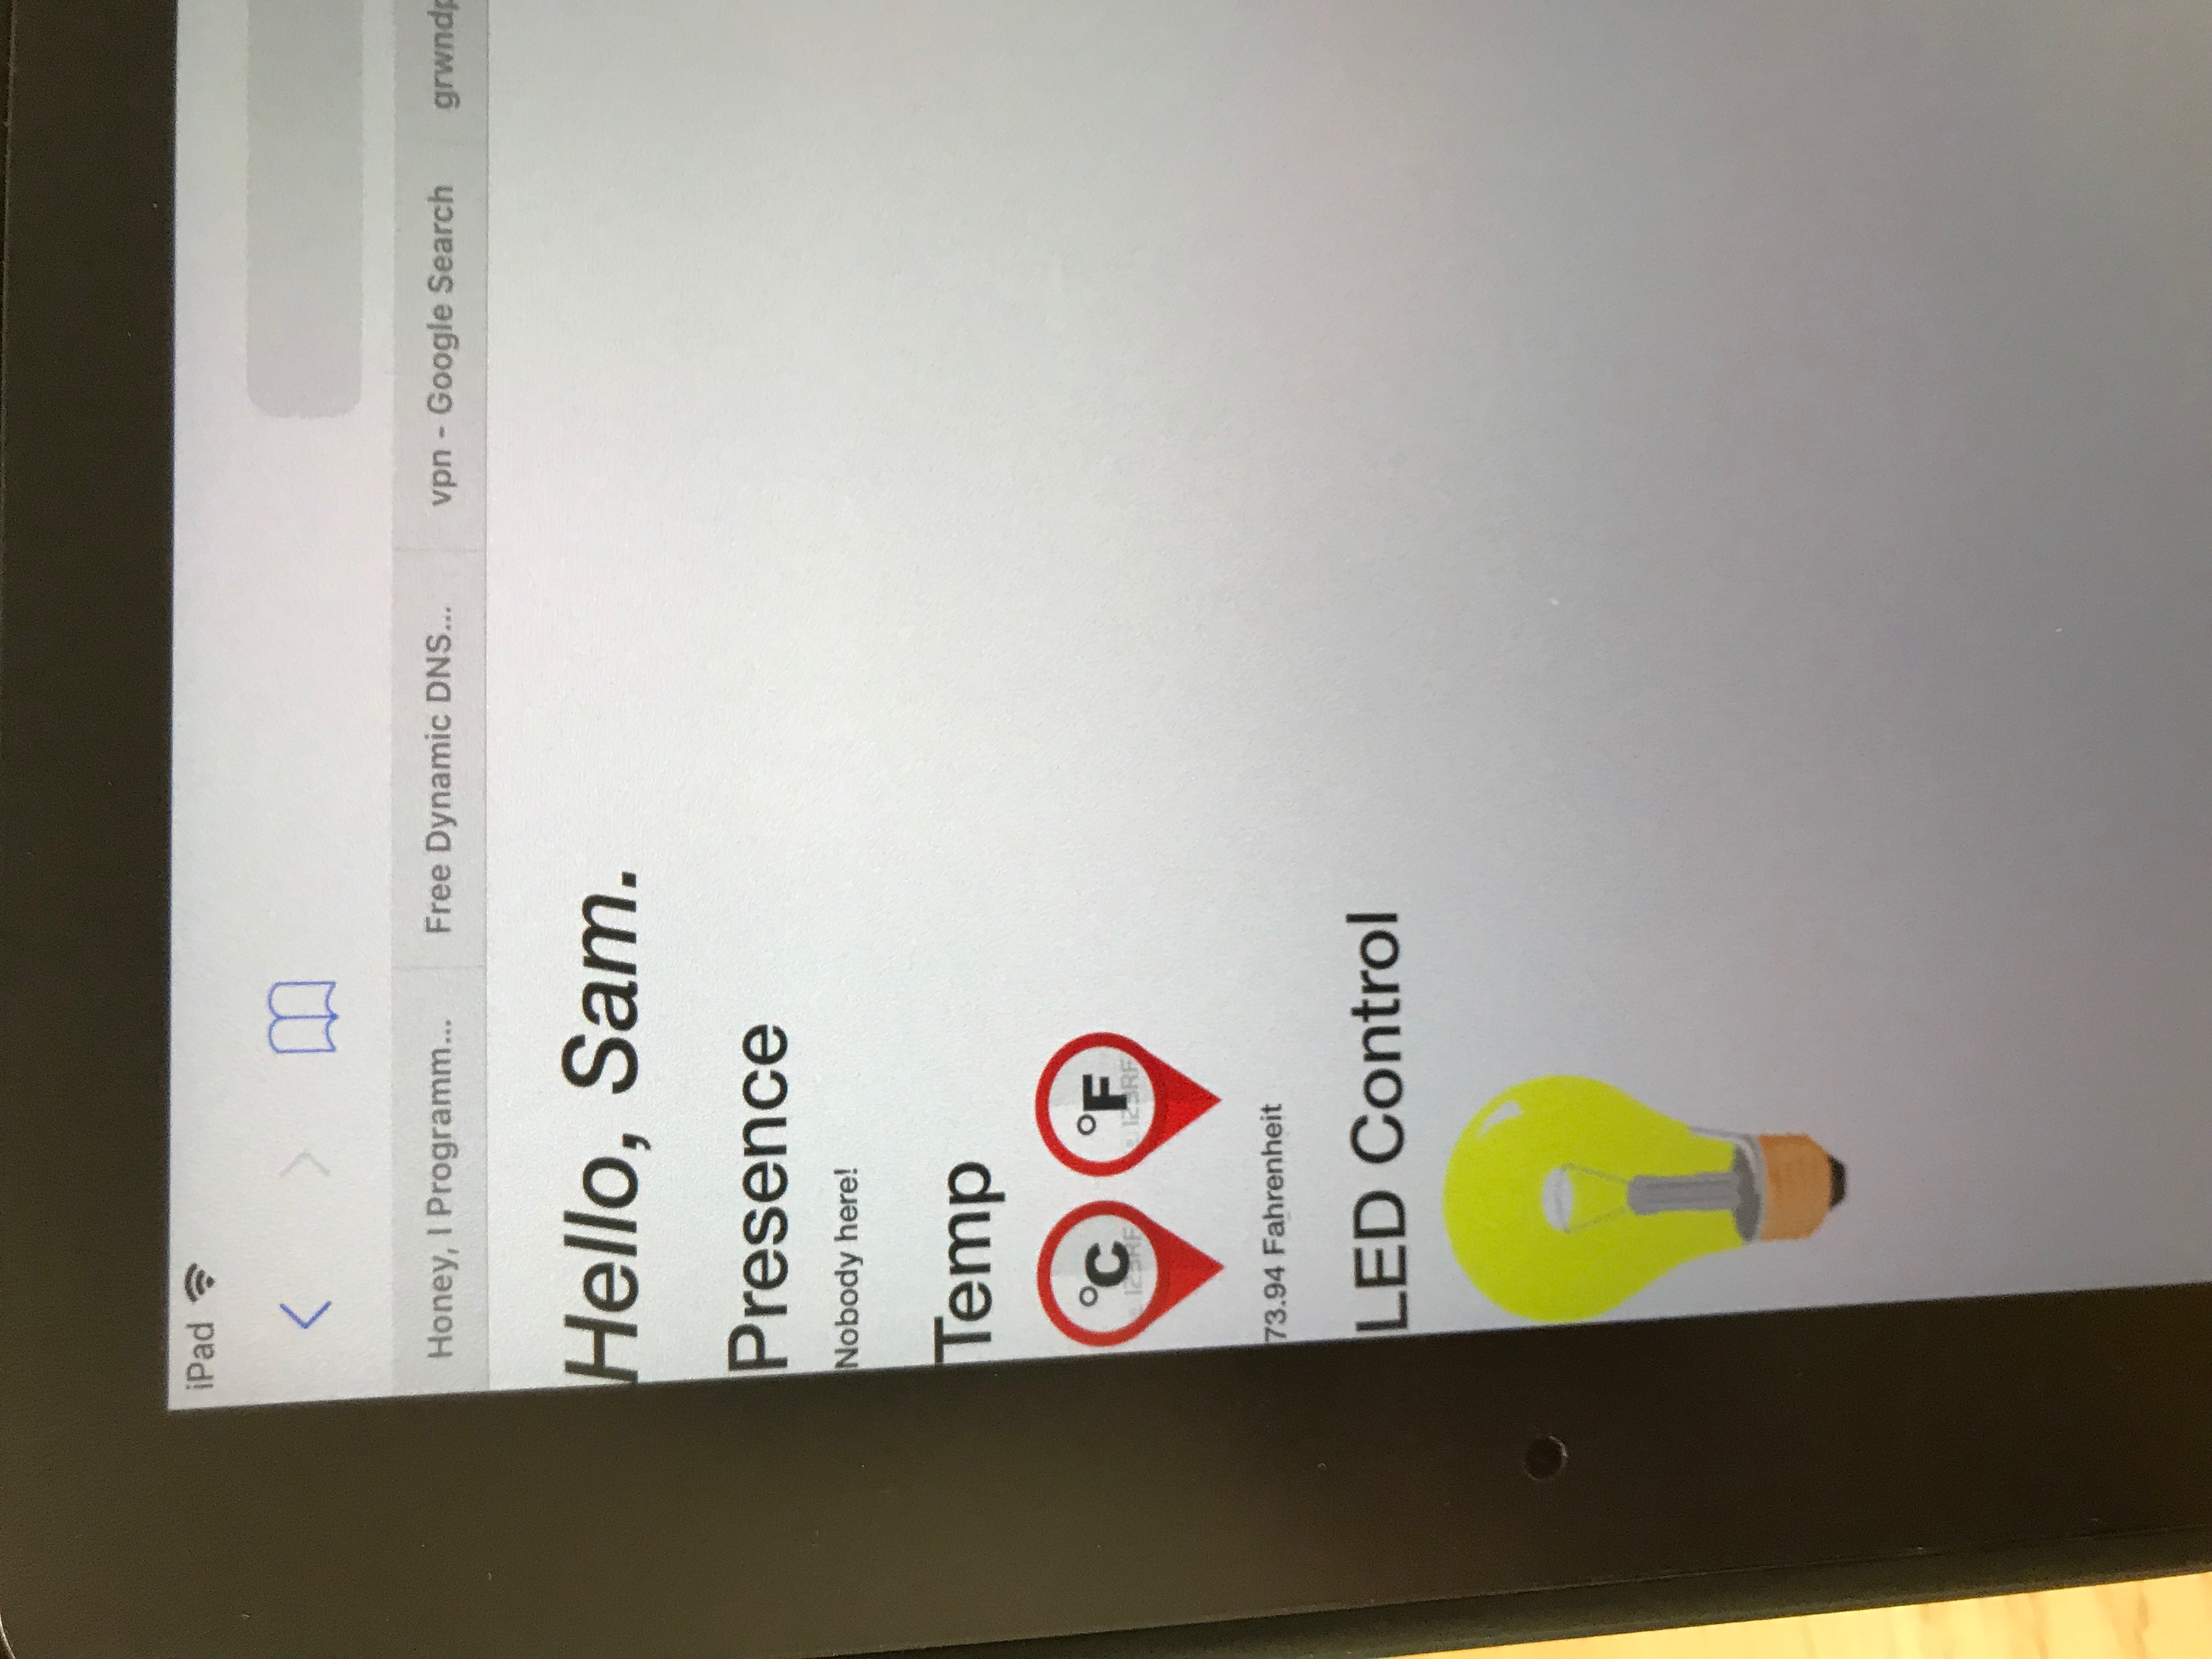 iPad
Honey, I Programm... Free Dynamic DNS... vpn - Google Search
Hello, Sam.
Presence
Nobody here!
Temp
°C °F
123RF 123RF
73.94 Fahrenheit
LED Control